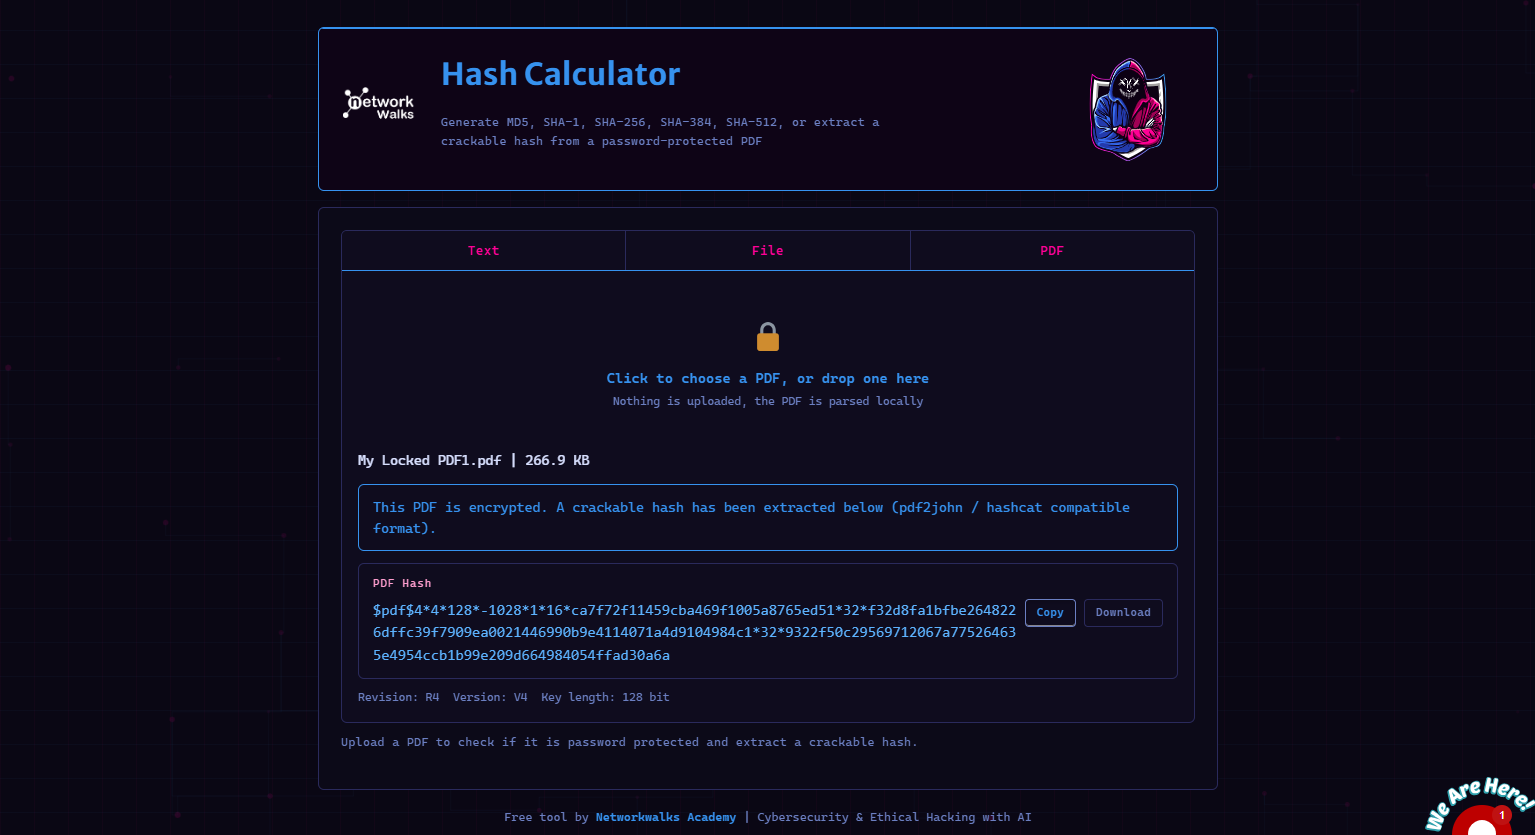 network
Walks
Hash Calculator
Generate MD5, SHA-1, SHA-256, SHA-384, SHA-512, or extract a
crackable hash from a password-protected PDF
Text
File
PDF
Click to choose a PDF, or drop one here
Nothing is uploaded, the PDF is parsed locally
My Locked PDF1.pdf | 266.9 KB
This PDF is encrypted. A crackable hash has been extracted below (pdf2john / hashcat compatible
format).
PDF Hash
$pdf$4*4*128*-1028*1*16*ca7f72f11459cba469f1005a8765ed51*32*f32d8fa1bfbe264822
6dffc39f7909ea0021446990b9e4114071a4d9104984c1*32*9322f50c29569712067a77526463
5e4954ccb1b99e209d664984054ffad30a6a
Copy
Download
Revision: R4 Version: V4 Key length: 128 bit
Upload a PDF to check if it is password protected and extract a crackable hash.
Free tool by Networkwalks Academy | Cybersecurity & Ethical Hacking with AI
We Are Here!
1